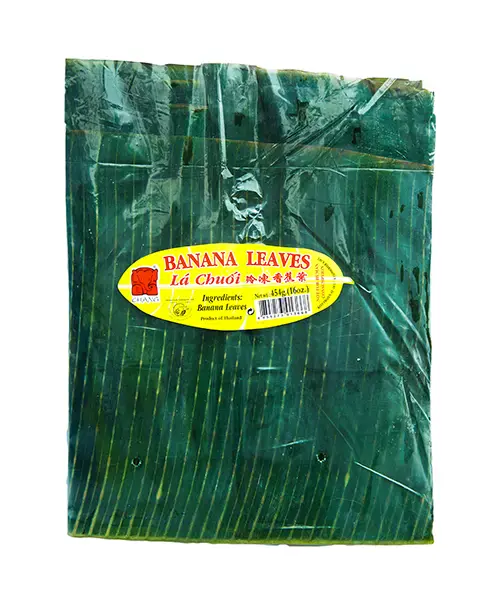 BANANA LEAVES
Lá Chuối 冷凍香蕉葉
CHANG
Ingredients:
Banana Leaves
Product of Thailand
Net wt. 454g.(16oz.)